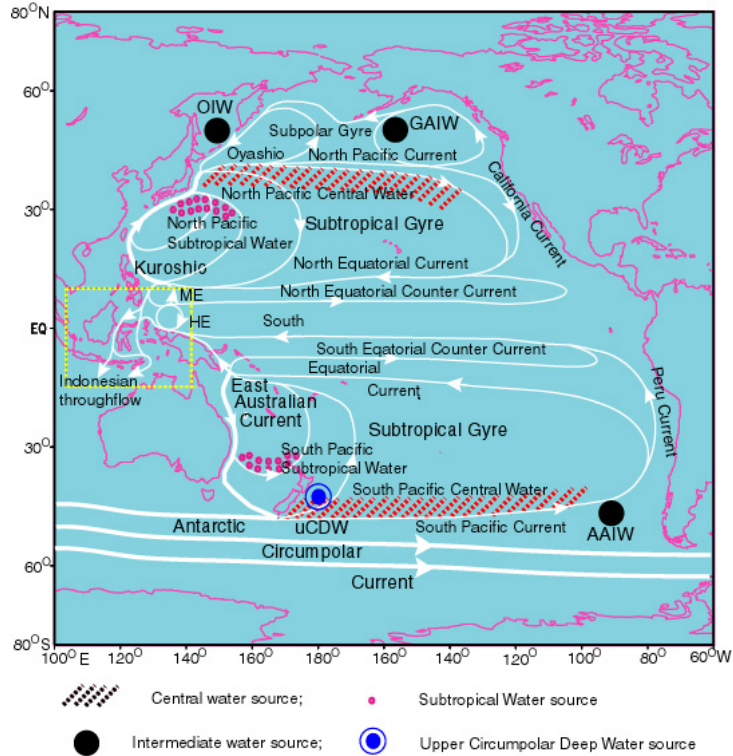 80°N
60°
OIW
GAIW
Subpolar Gyre
Oyashio
North Pacific Current
North Pacific Central Water
California Current
30°
North Pacific
Subtropical Water
Subtropical Gyre
Kuroshio
North Equatorial Current
ME
North Equatorial Counter Current
EQ
HE
South
South Eqatorial Counter Current
Indonesian
throughflow
Equatorial
East
Australian
Current
Current
Peru Current
30°
South Pacific
Subtropical Water
Subtropical Gyre
South Pacific Central Water
Antarctic
uCDW
South Pacific Current
AAIW
Circumpolar
60°
Current
80°S
100°E
120°
140°
180°
160°
140°
120°
100°
80°
60°W
Central water source;
Subtropical Water source
Intermediate water source;
Upper Circumpolar Deep Water source